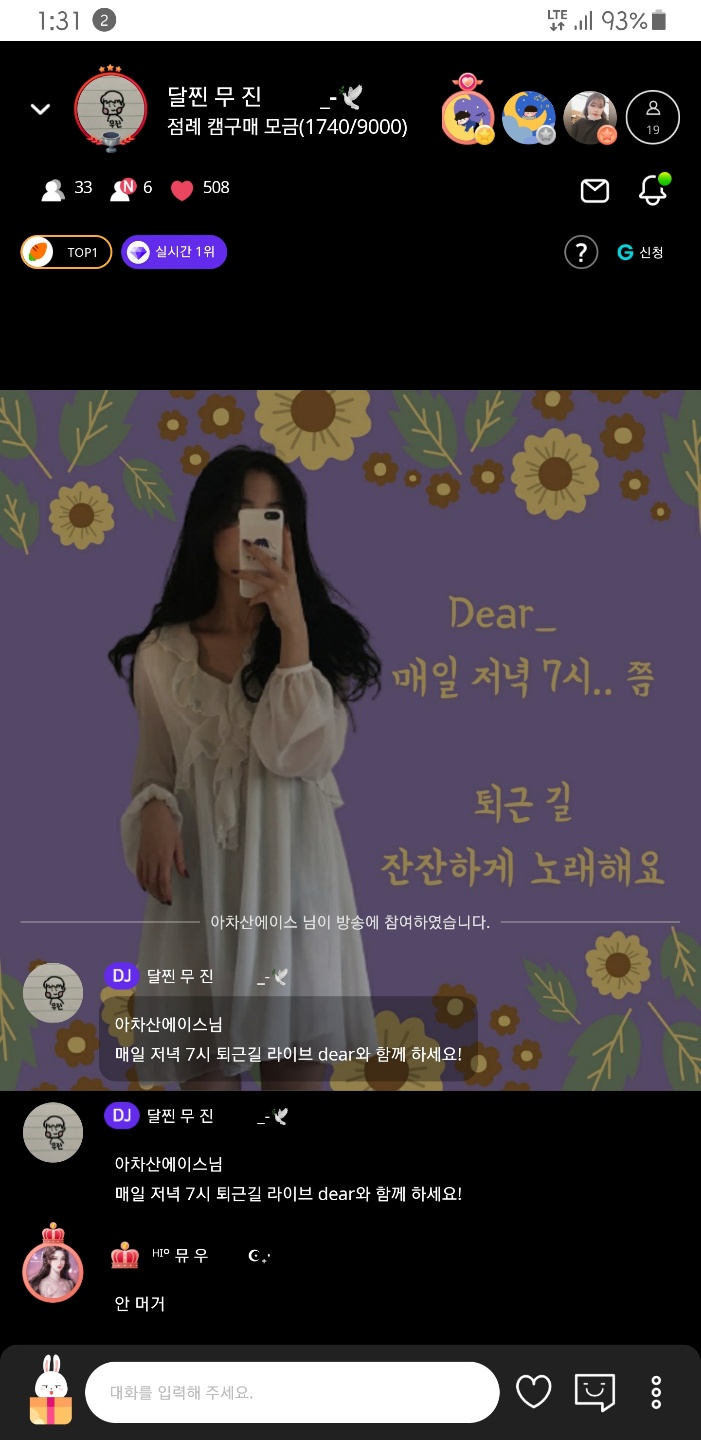 1:31 2 LTE 93%
달찐 무 진 _-🕊
점례 캠구매 모금(1740/9000)
19
33 N 6 508
TOP1 실시간 1위 ? G 신청
Dear_
매일 저녁 7시.. 쯤
퇴근 길
잔잔하게 노래해요
아차산에이스 님이 방송에 참여하였습니다.
DJ 달찐 무 진 _-🕊
아차산에이스님
매일 저녁 7시 퇴근길 라이브 dear와 함께 하세요!
DJ 달찐 무 진 _-🕊
아차산에이스님
매일 저녁 7시 퇴근길 라이브 dear와 함께 하세요!
ᴴᴵᴼ 뮤 우 ☪︎₊·
안 머거
대화를 입력해 주세요.